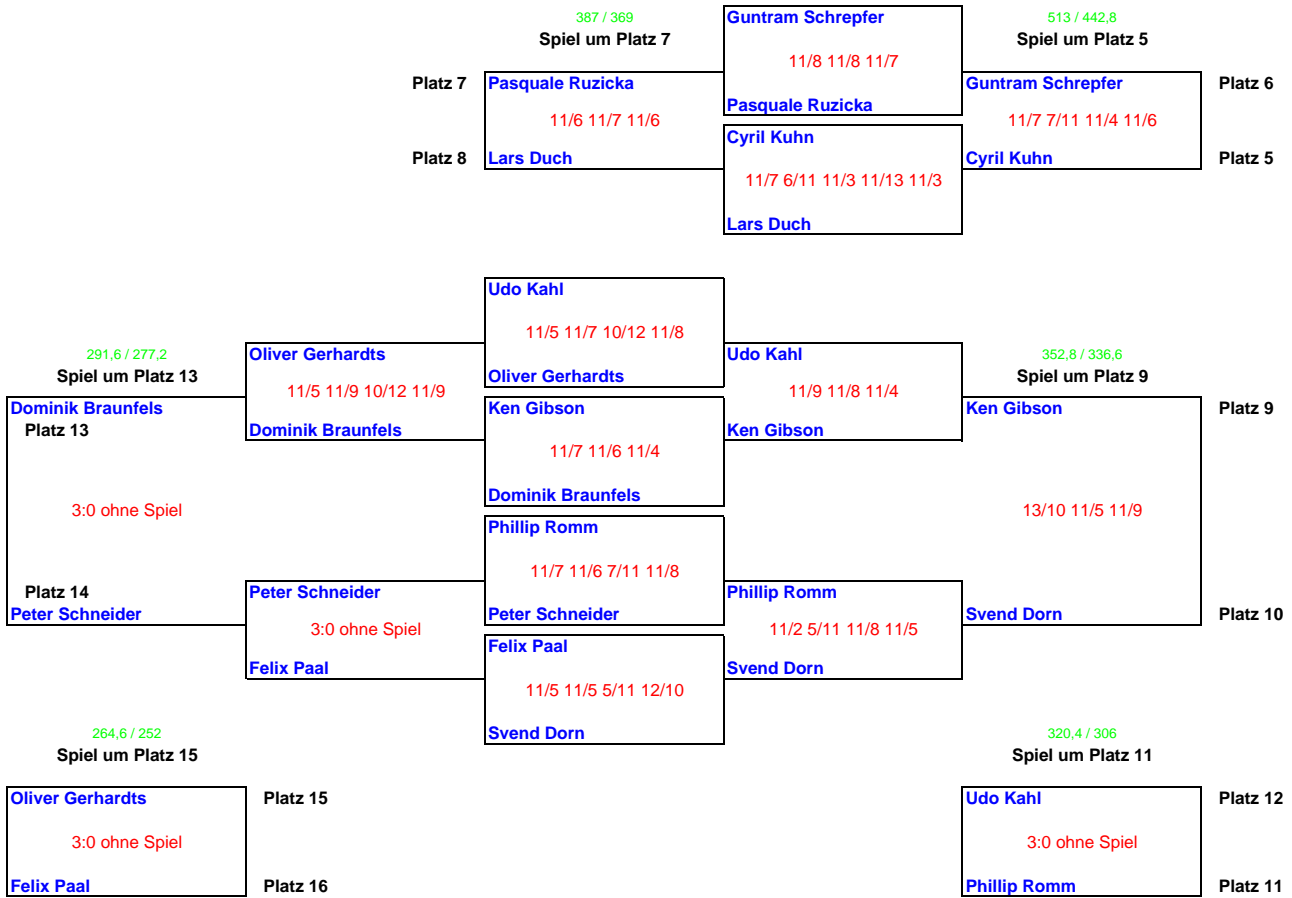 387 / 369
Guntram Schrepfer
513 / 442,8
Spiel um Platz 7
Spiel um Platz 5
11/8 11/8 11/7
Platz 7
Pasquale Ruzicka
Guntram Schrepfer
Platz 6
Pasquale Ruzicka
11/6 11/7 11/6
11/7 7/11 11/4 11/6
Cyril Kuhn
Platz 8
Lars Duch
Cyril Kuhn
Platz 5
11/7 6/11 11/3 11/13 11/3
Lars Duch
Udo Kahl
11/5 11/7 10/12 11/8
291,6 / 277,2
Oliver Gerhardts
Udo Kahl
352,8 / 336,6
Spiel um Platz 13
Oliver Gerhardts
Spiel um Platz 9
11/5 11/9 10/12 11/9
11/9 11/8 11/4
Dominik Braunfels
Ken Gibson
Ken Gibson
Platz 9
Platz 13
Dominik Braunfels
Ken Gibson
11/7 11/6 11/4
Dominik Braunfels
3:0 ohne Spiel
13/10 11/5 11/9
Phillip Romm
11/7 11/6 7/11 11/8
Platz 14
Peter Schneider
Phillip Romm
Peter Schneider
Peter Schneider
Svend Dorn
Platz 10
3:0 ohne Spiel
11/2 5/11 11/8 11/5
Felix Paal
Felix Paal
Svend Dorn
11/5 11/5 5/11 12/10
264,6 / 252
Svend Dorn
320,4 / 306
Spiel um Platz 15
Spiel um Platz 11
Oliver Gerhardts
Platz 15
Udo Kahl
Platz 12
3:0 ohne Spiel
3:0 ohne Spiel
Felix Paal
Platz 16
Phillip Romm
Platz 11